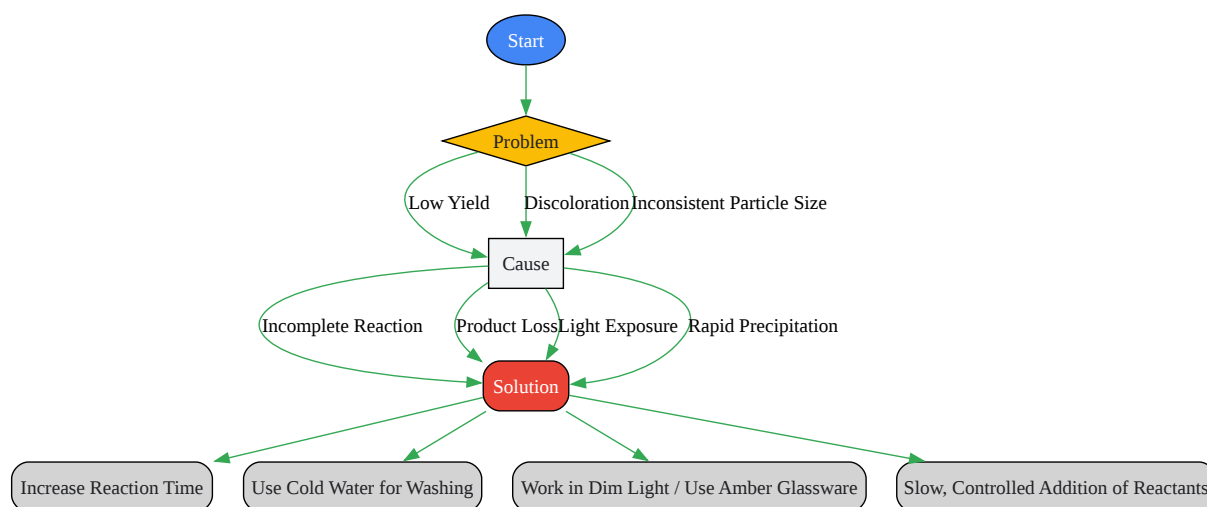 Start
Problem
Low Yield
Discoloration
Inconsistent Particle Size
Cause
Incomplete Reaction
Product Loss
Light Exposure
Rapid Precipitation
Solution
Increase Reaction Time
Use Cold Water for Washing
Work in Dim Light / Use Amber Glassware
Slow, Controlled Addition of Reactants